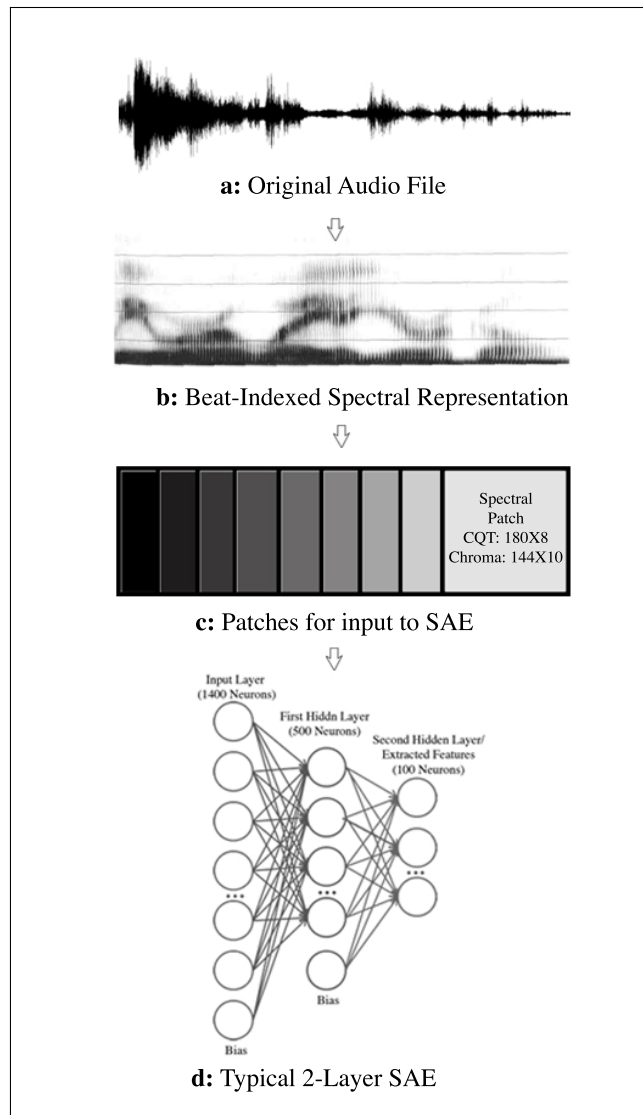 a: Original Audio File
b: Beat-Indexed Spectral Representation
Spectral
Patch
CQT: 180X8
Chroma: 144X10
c: Patches for input to SAE
Input Layer
(1400 Neurons)
First Hiddn Layer
(500 Neurons)
Second Hidden Layer/
Extracted Features
(100 Neurons)
...
...
...
Bias
Bias
d: Typical 2-Layer SAE